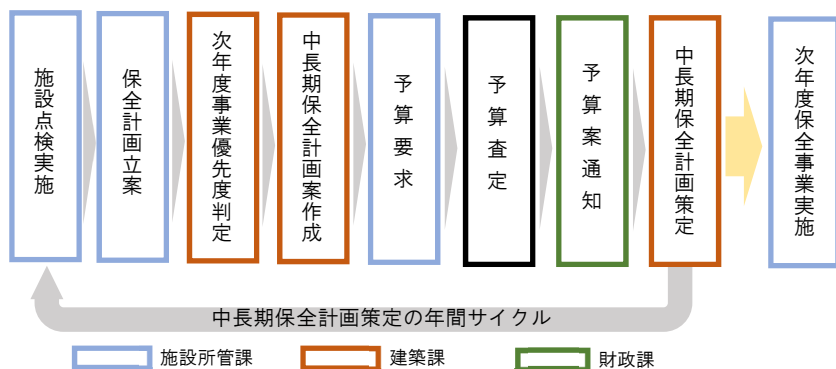 施設点検実施
保全計画立案
次年度事業優先度判定
中長期保全計画案作成
予算要求
予算査定
予算案通知
中長期保全計画策定
次年度保全事業実施
中長期保全計画策定の年間サイクル
施設所管課
建築課
財政課